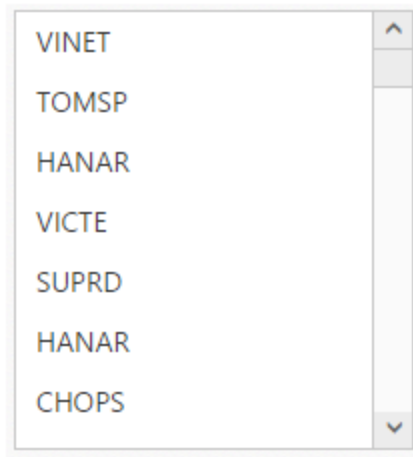 VINET
TOMSP
HANAR
VICTE
SUPRD
HANAR
CHOPS